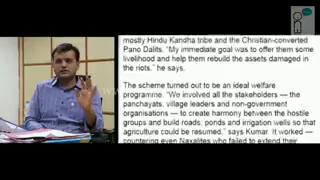 mostly Hindu Kandha tribe and the Christian-converted
Pano Dalits. "My immediate goal was to offer them some
livelihood and help them rebuild the assets damaged in
the riots," he says.
The scheme turned out to be an ideal welfare
programme. "We involved all the stakeholders — the
panchayats, village leaders and non-government
organisations — to create harmony between the hostile
groups and build roads, ponds and irrigation wells so that
agriculture could be resumed," says Kumar. It worked —
countering even Naxalites who failed to extend their